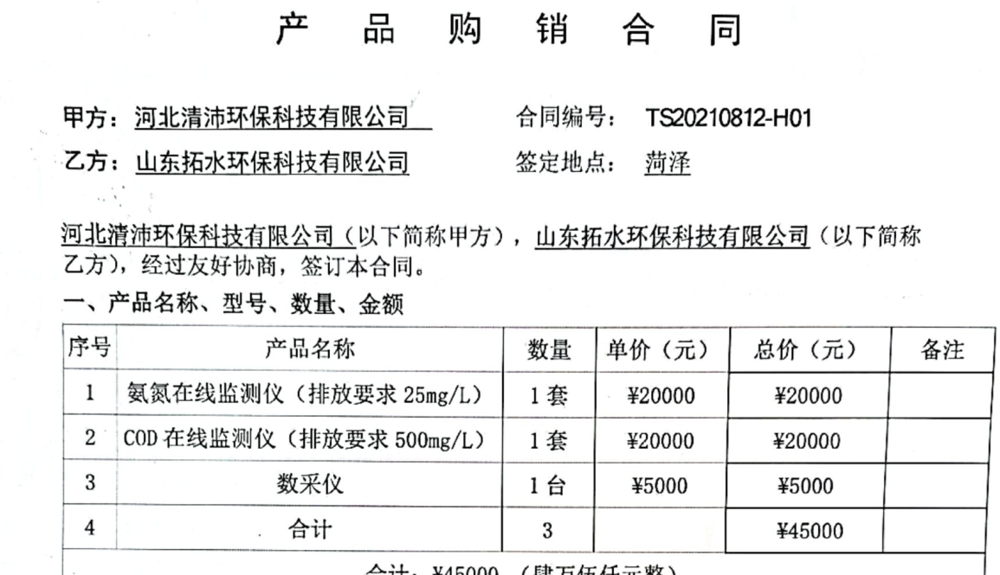 产品购销合同
甲方：河北清沛环保科技有限公司 合同编号： TS20210812-H01
乙方：山东拓水环保科技有限公司 签定地点： 菏泽
河北清沛环保科技有限公司（以下简称甲方），山东拓水环保科技有限公司（以下简称
乙方），经过友好协商，签订本合同。
一、产品名称、型号、数量、金额
序号 产品名称 数量 单价（元） 总价（元） 备注
1 氨氮在线监测仪（排放要求 25mg/L） 1 套 ¥20000 ¥20000
2 COD 在线监测仪（排放要求 500mg/L） 1 套 ¥20000 ¥20000
3 数采仪 1 台 ¥5000 ¥5000
4 合计 3 ¥45000
合计：¥45000 （肆万伍仟元整）